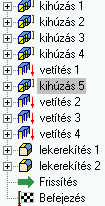 kihúzás 1
kihúzás 2
kihúzás 3
kihúzás 4
vetítés 1
kihúzás 5
vetítés 2
vetítés 3
vetítés 4
lekerekítés 1
lekerekítés 2
Frissítés
Befejezés